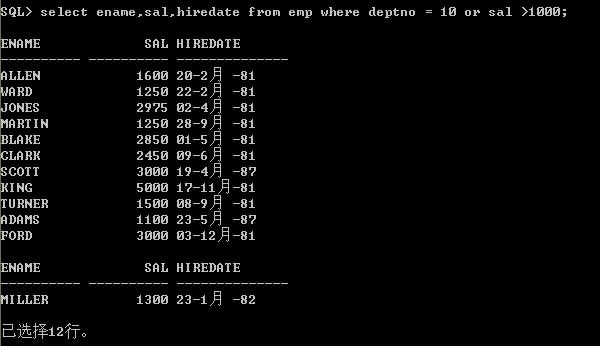 SQL> select ename,sal,hiredate from emp where deptno = 10 or sal >1000;
ENAME             SAL HIREDATE
---------- ---------- --------------
ALLEN            1600 20-2月 -81
WARD             1250 22-2月 -81
JONES            2975 02-4月 -81
MARTIN           1250 28-9月 -81
BLAKE            2850 01-5月 -81
CLARK            2450 09-6月 -81
SCOTT            3000 19-4月 -87
KING             5000 17-11月-81
TURNER           1500 08-9月 -81
ADAMS            1100 23-5月 -87
FORD             3000 03-12月-81
ENAME             SAL HIREDATE
---------- ---------- --------------
MILLER           1300 23-1月 -82
已选择12行。